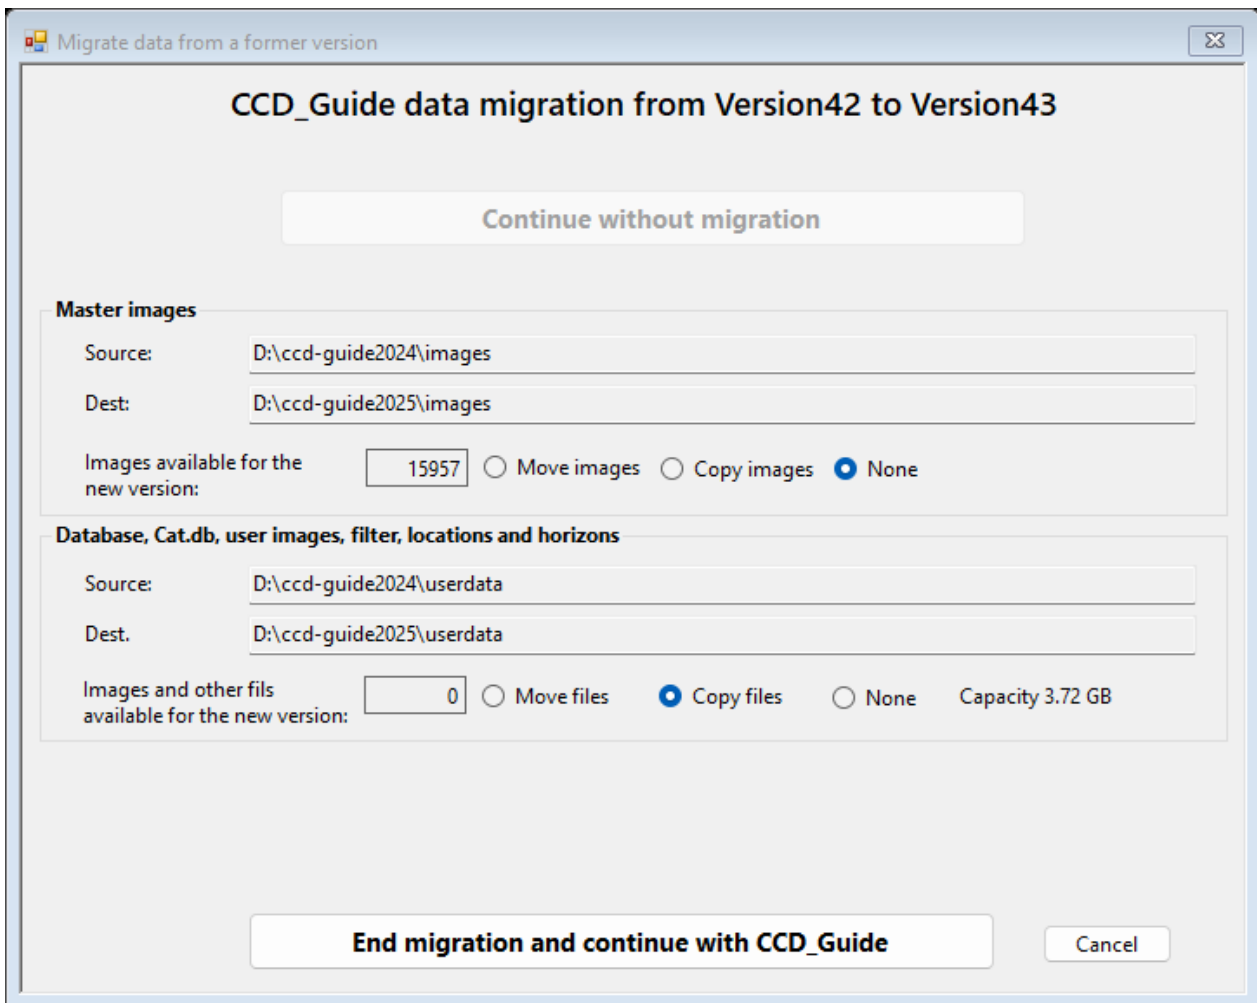 Migrate data from a former version
CCD_Guide data migration from Version42 to Version43
Continue without migration
Master images
Source: D:\ccd-guide2024\images
Dest: D:\ccd-guide2025\images
Images available for the
new version: 15957 Move images Copy images None
Database, Cat.db, user images, filter, locations and horizons
Source: D:\ccd-guide2024\userdata
Dest. D:\ccd-guide2025\userdata
Images and other fils
available for the new version: 0 Move files Copy files None Capacity 3.72 GB
End migration and continue with CCD_Guide Cancel